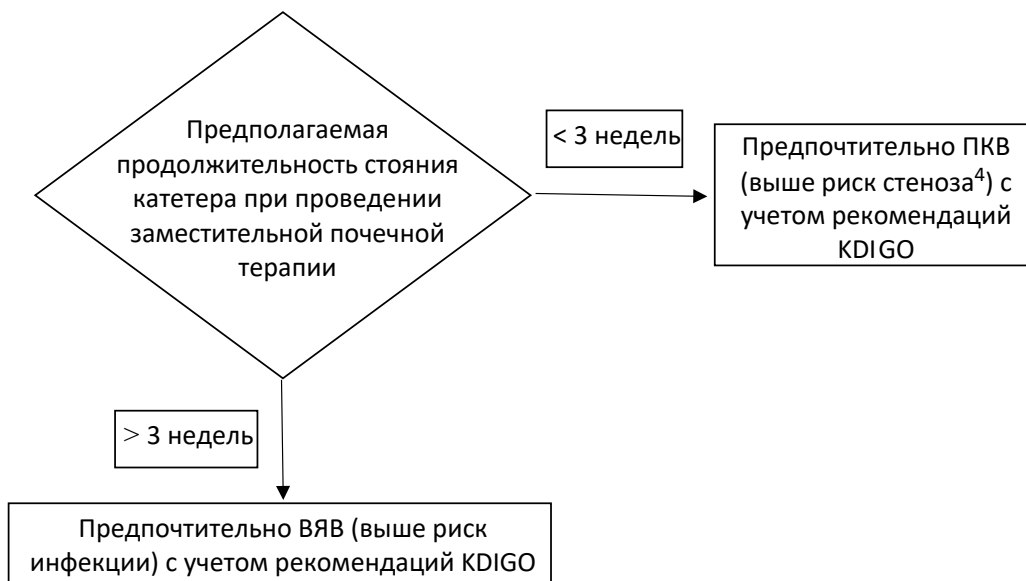 Предполагаемая
продолжительность стояния
катетера при проведении
заместительной почечной
терапии
< 3 недель
Предпочтительно ПКВ
(выше риск стеноза⁴) с
учетом рекомендаций
KDIGO
> 3 недель
Предпочтительно ВЯВ (выше риск
инфекции) с учетом рекомендаций KDIGO